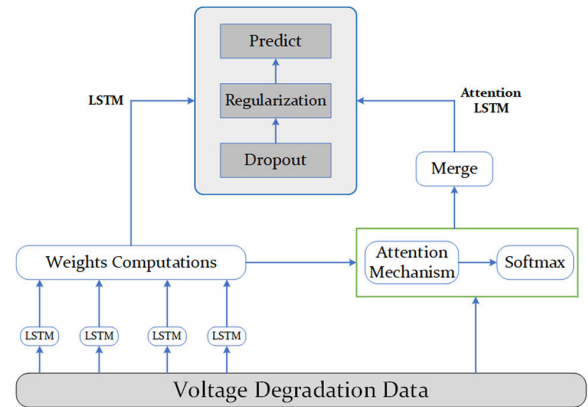 Predict
LSTM
Regularization
Attention
LSTM
Dropout
Merge
Weights Computations
Attention
Mechanism
Softmax
LSTM
LSTM
LSTM
LSTM
Voltage Degradation Data